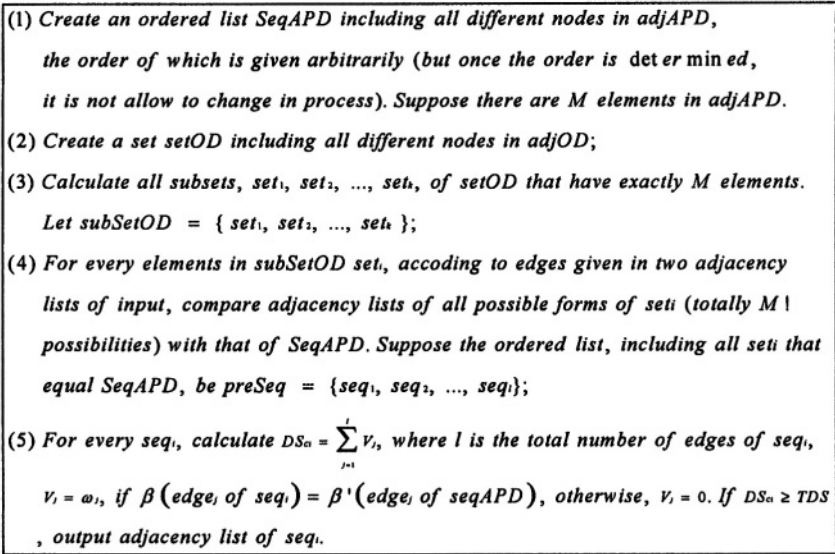 (1) Create an ordered list SeqAPD including all different nodes in adjAPD,
the order of which is given arbitrarily (but once the order is det er min ed,
it is not allow to change in process). Suppose there are M elements in adjAPD.
(2) Create a set setOD including all different nodes in adjOD;
(3) Calculate all subsets, set₁, set₂, ..., setₖ, of setOD that have exactly M elements.
Let subSetOD = { set₁, set₂, ..., setₖ };
(4) For every elements in subSetOD setᵢ, accoding to edges given in two adjacency
lists of input, compare adjacency lists of all possible forms of seti (totally M !
possibilities) with that of SeqAPD. Suppose the ordered list, including all seti that
equal SeqAPD, be preSeq = {seq₁, seq₂, ..., seqₗ};
(5) For every seqᵢ, calculate DS_ci = ∑_{j=1}^{l} Vⱼ, where l is the total number of edges of seqᵢ,
Vⱼ = ωⱼ, if β(edgeⱼ of seqᵢ) = β'(edgeⱼ of seqAPD), otherwise, Vⱼ = 0. If DS_ci ≥ TDS
, output adjacency list of seqᵢ.